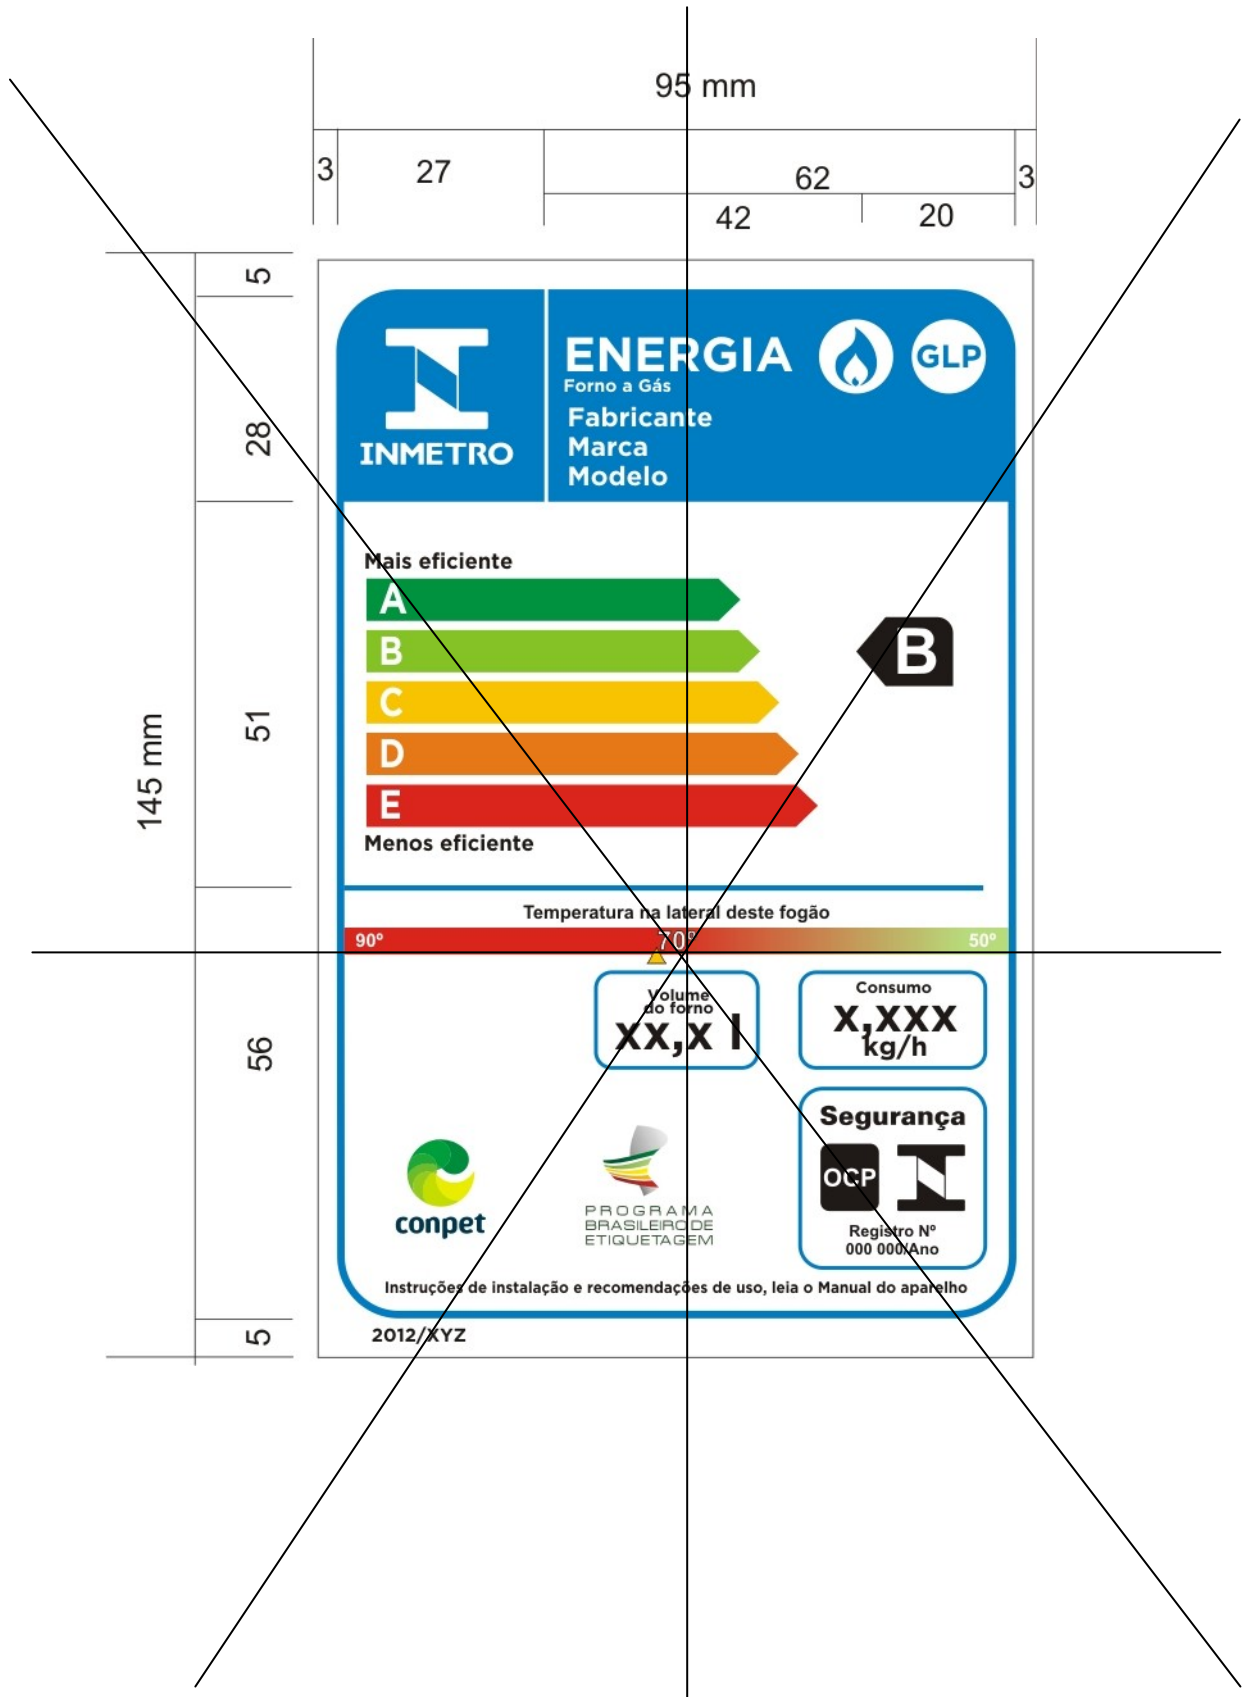 95 mm
3
27
62
3
42
20
5
28
51
145 mm
56
5
INMETRO
ENERGIA
GLP
Forno a Gás
Fabricante
Marca
Modelo
Mais eficiente
A
B
B
C
D
E
Menos eficiente
Temperatura na lateral deste fogão
90º
70º
50º
Volume
do forno
xx,x l
Consumo
x,xxx
kg/h
Segurança
OCP
Registro Nº
000 000/Ano
conpet
PROGRAMA
BRASILEIRO DE
ETIQUETAGEM
Instruções de instalação e recomendações de uso, leia o Manual do aparelho
2012/XYZ